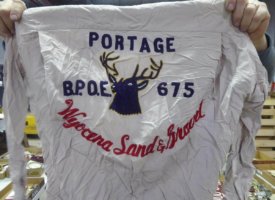 PORTAGE
B.P.O.E. 675
Wyocena Sand & Gravel